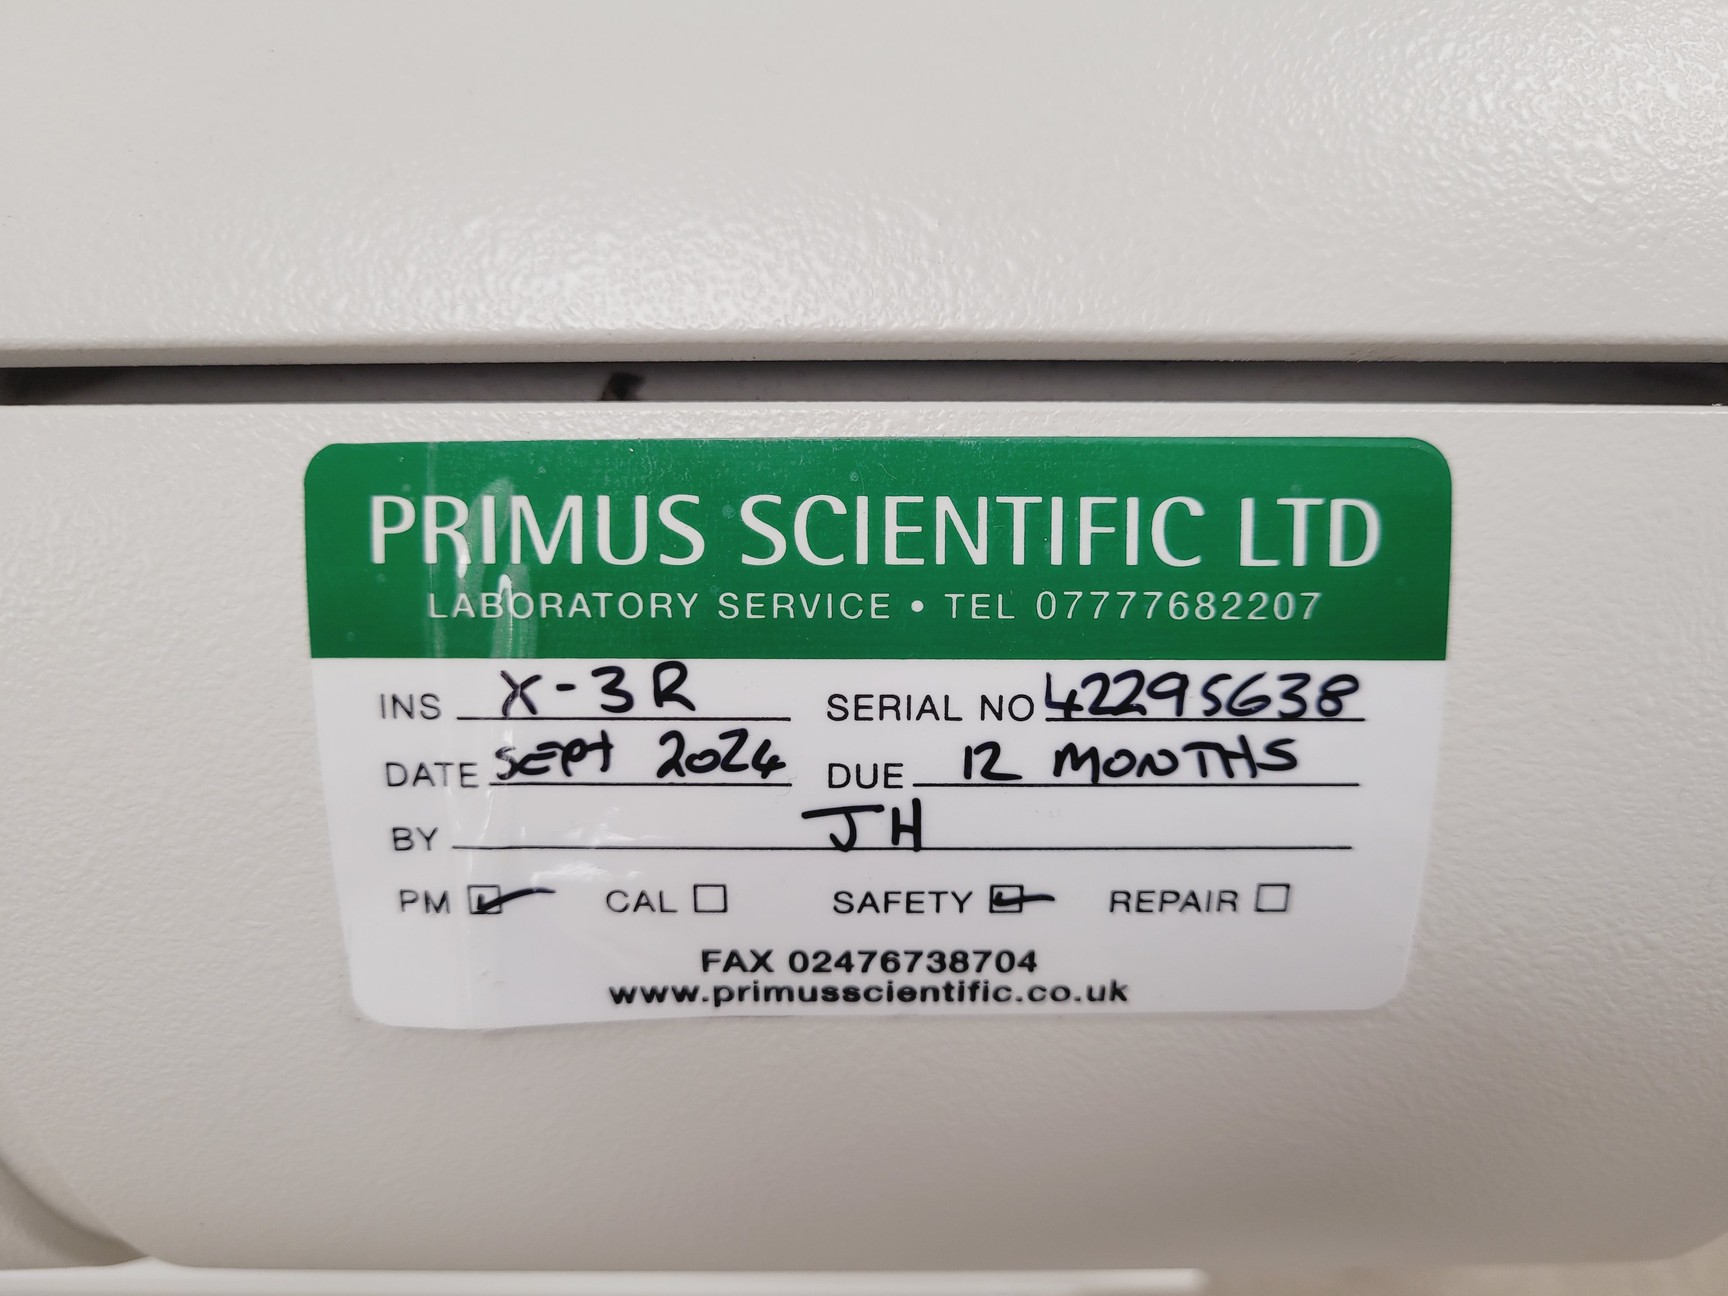 PRIMUS SCIENTIFIC LTD
LABORATORY SERVICE • TEL 07777682207
INS X-3R SERIAL NO 42295638
DATE SEPT 2024 DUE 12 MONTHS
BY JH
PM ☑ CAL ☐ SAFETY ☑ REPAIR ☐
FAX 02476738704
www.primusscientific.co.uk